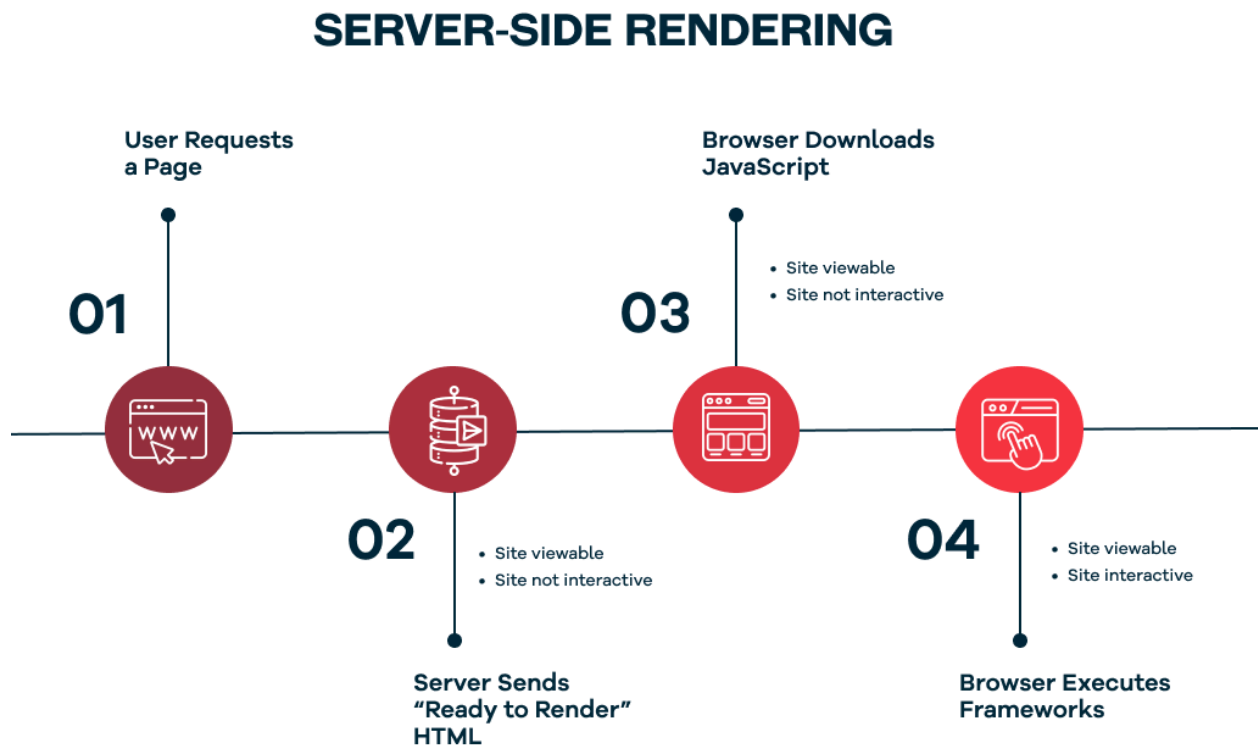 SERVER-SIDE RENDERING
User Requests
a Page
01
www
02
• Site viewable
• Site not interactive
Server Sends
“Ready to Render”
HTML
Browser Downloads
JavaScript
03
• Site viewable
• Site not interactive
04
• Site viewable
• Site interactive
Browser Executes
Frameworks